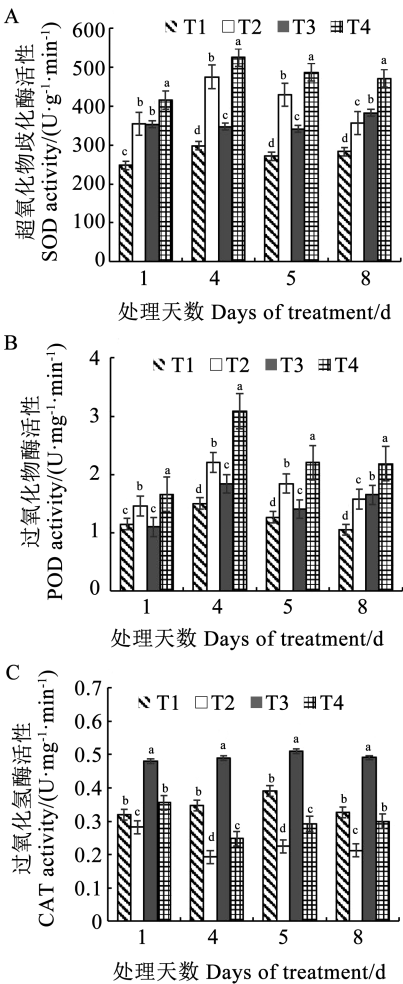 A
T1 T2 T3 T4
超氧化物歧化酶活性
SOD activity/(U·g⁻¹·min⁻¹)
600
500
400
300
200
100
0
c b b a
d b c a
d b c a
d c b a
1 4 5 8
处理天数 Days of treatment/d
B
T1 T2 T3 T4
过氧化物酶活性
POD activity/(U·mg⁻¹·min⁻¹)
4
3
2
1
0
c b c a
d b c a
d b c a
d c b a
1 4 5 8
处理天数 Days of treatment/d
C
T1 T2 T3 T4
过氧化氢酶活性
CAT activity/(U·mg⁻¹·min⁻¹)
0.7
0.6
0.5
0.4
0.3
0.2
0.1
0
b c a b
b d a c
b d a c
b d a c
1 4 5 8
处理天数 Days of treatment/d